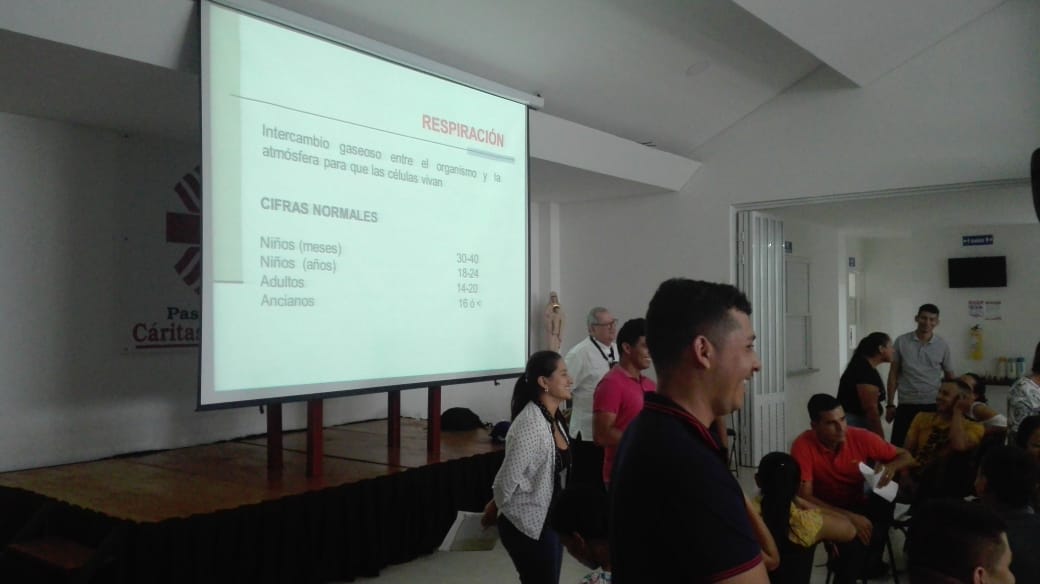 RESPIRACIÓN
Intercambio gaseoso entre el organismo y la
atmósfera para que las células vivan
CIFRAS NORMALES
Niños (meses) 30-40
Niños (años) 18-24
Adultos 14-20
Ancianos 16 ó <
Pas
Cáritas